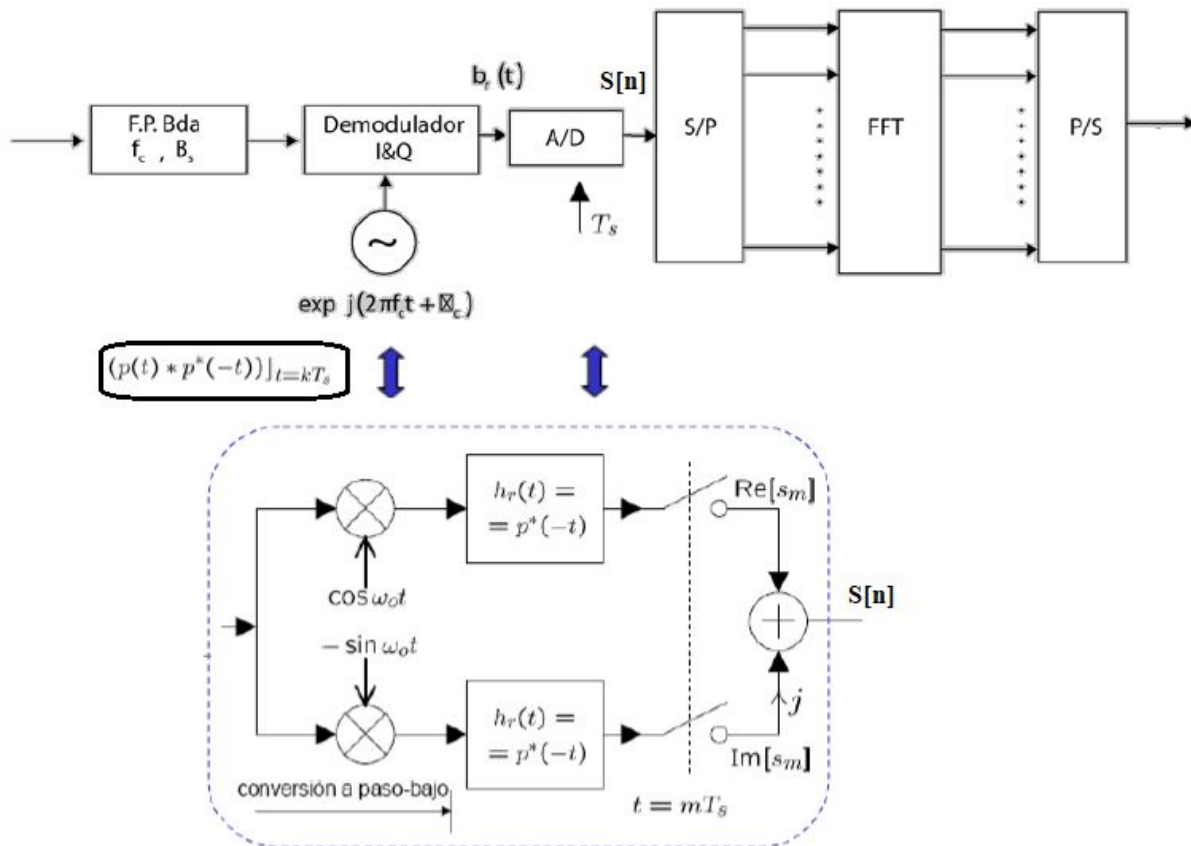 b_r(t)
S[n]
F.P. Bda
f_c , B_s
Demodulador
I&Q
A/D
S/P
FFT
P/S
~
T_s
exp j(2πf_ct + ☒_c)
(p(t) * p*(-t))⌋_{t=kT_s}
h_r(t) =
= p*(-t)
Re[s_m]
cos ω_o t
S[n]
+
− sin ω_o t
h_r(t) =
= p*(-t)
j
Im[s_m]
conversión a paso-bajo
t = mT_s